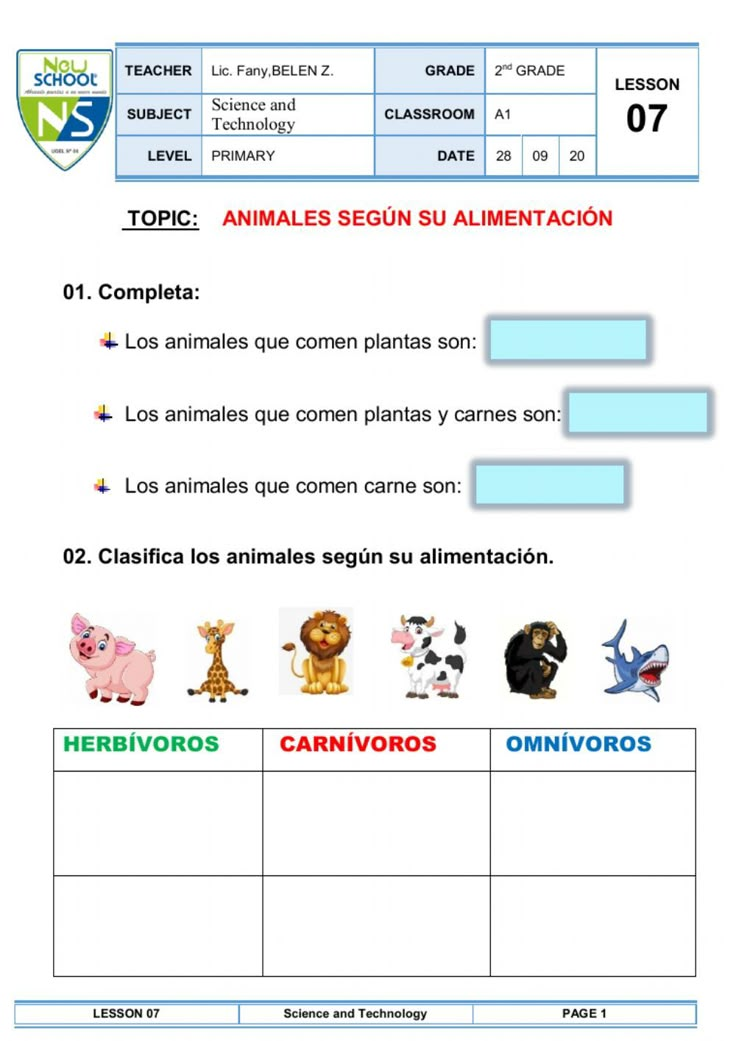 New
SCHOOL
NS
UGEL Nº 04
TEACHER Lic. Fany,BELEN Z. GRADE 2nd GRADE LESSON
07
SUBJECT Science and
Technology CLASSROOM A1
LEVEL PRIMARY DATE 28 09 20
TOPIC: ANIMALES SEGÚN SU ALIMENTACIÓN
01. Completa:
Los animales que comen plantas son:
Los animales que comen plantas y carnes son:
Los animales que comen carne son:
02. Clasifica los animales según su alimentación.
HERBÍVOROS CARNÍVOROS OMNÍVOROS
LESSON 07 Science and Technology PAGE 1